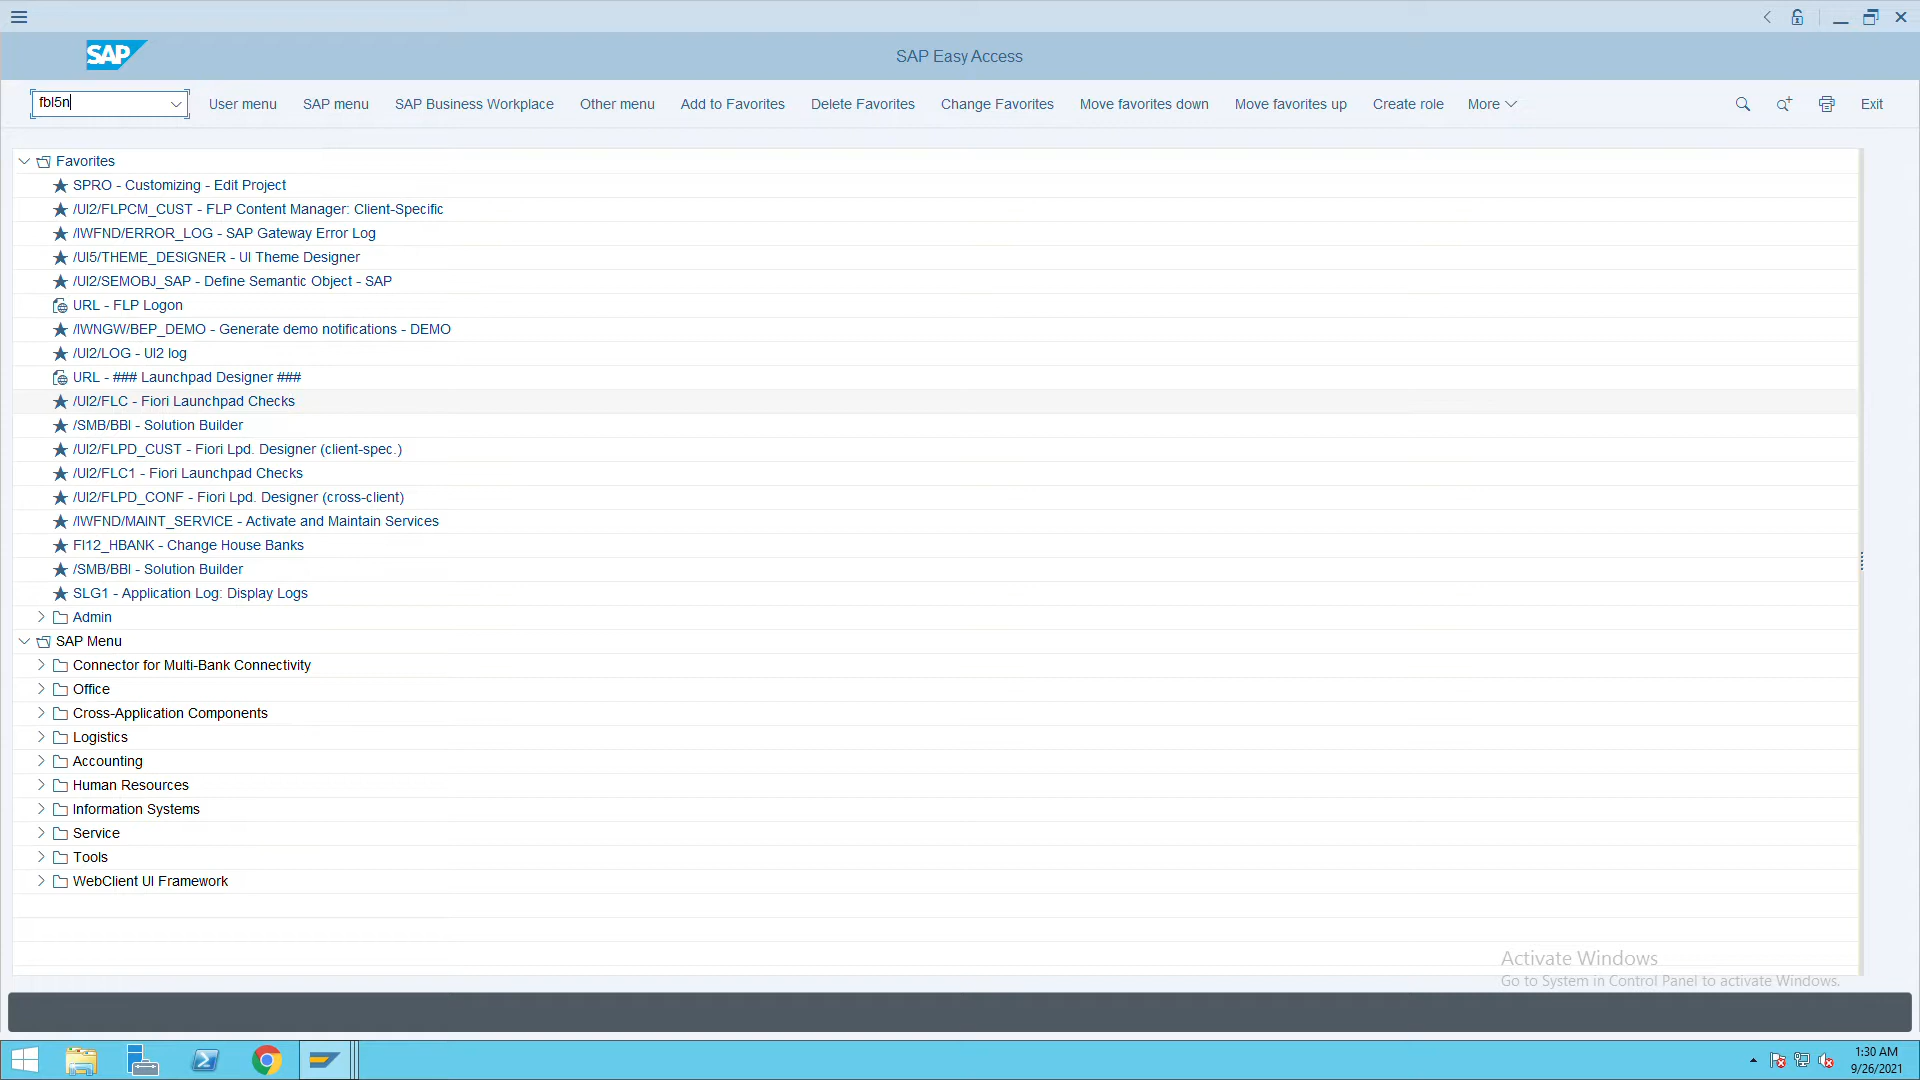 SAP
SAP Easy Access
fbl5n
User menu
SAP menu
SAP Business Workplace
Other menu
Add to Favorites
Delete Favorites
Change Favorites
Move favorites down
Move favorites up
Create role
More
Exit
Favorites
SPRO - Customizing - Edit Project
/UI2/FLPCM_CUST - FLP Content Manager: Client-Specific
/IWFND/ERROR_LOG - SAP Gateway Error Log
/UI5/THEME_DESIGNER - UI Theme Designer
/UI2/SEMOBJ_SAP - Define Semantic Object - SAP
URL - FLP Logon
/IWNGW/BEP_DEMO - Generate demo notifications - DEMO
/UI2/LOG - UI2 log
URL - ### Launchpad Designer ###
/UI2/FLC - Fiori Launchpad Checks
/SMB/BBI - Solution Builder
/UI2/FLPD_CUST - Fiori Lpd. Designer (client-spec.)
/UI2/FLC1 - Fiori Launchpad Checks
/UI2/FLPD_CONF - Fiori Lpd. Designer (cross-client)
/IWFND/MAINT_SERVICE - Activate and Maintain Services
FI12_HBANK - Change House Banks
/SMB/BBI - Solution Builder
SLG1 - Application Log: Display Logs
Admin
SAP Menu
Connector for Multi-Bank Connectivity
Office
Cross-Application Components
Logistics
Accounting
Human Resources
Information Systems
Service
Tools
WebClient UI Framework
Activate Windows
Go to System in Control Panel to activate Windows.
1:30 AM
9/26/2021